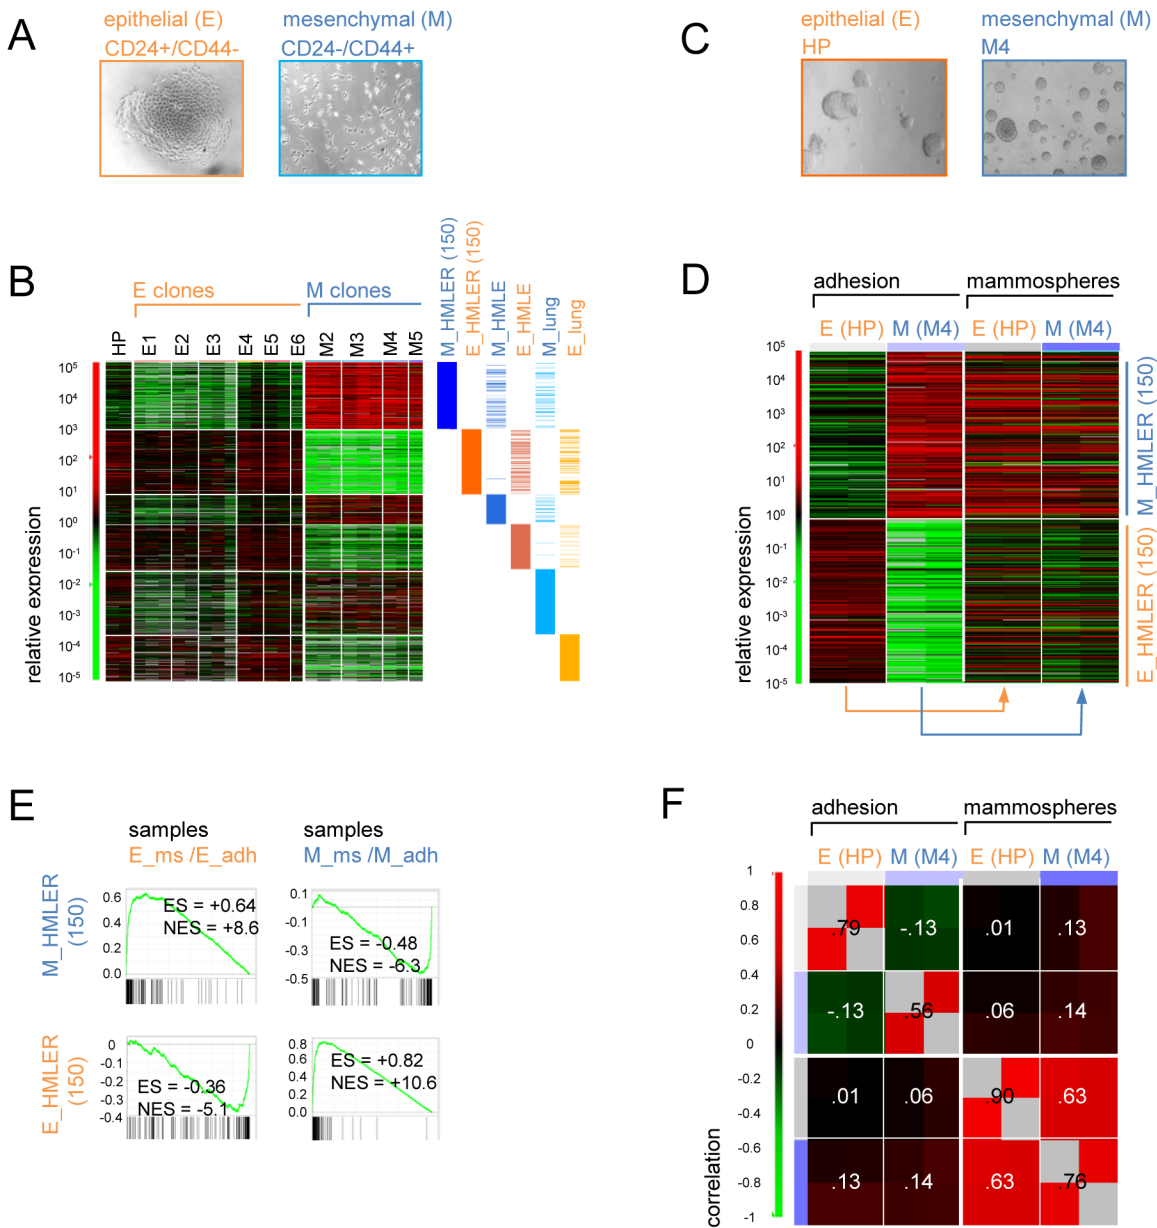 A
epithelial (E)
CD24+/CD44-
mesenchymal (M)
CD24-/CD44+
C
epithelial (E)
HP
mesenchymal (M)
M4
B
E clones
M clones
HP
E1
E2
E3
E4
E5
E6
M2
M3
M4
M5
M_HMLER (150)
E_HMLER (150)
M_HMLE
E_HMLE
M_lung
E_lung
relative expression
10^5
10^4
10^3
10^2
10^1
10^0
10^-1
10^-2
10^-3
10^-4
10^-5
D
adhesion
mammospheres
E (HP)
M (M4)
E (HP)
M (M4)
relative expression
10^5
10^4
10^3
10^2
10^1
10^0
10^-1
10^-2
10^-3
10^-4
10^-5
M_HMLER (150)
E_HMLER (150)
E
samples
E_ms /E_adh
samples
M_ms /M_adh
M_HMLER
(150)
0.6
0.4
0.2
0.0
ES = +0.64
NES = +8.6
0.1
-0.5
ES = -0.48
NES = -6.3
E_HMLER
(150)
0
-0.1
-0.2
-0.3
-0.4
ES = -0.36
NES = -5.1
0.8
0.6
0.4
0.2
0.0
ES = +0.82
NES = +10.6
F
adhesion
mammospheres
E (HP)
M (M4)
E (HP)
M (M4)
correlation
1
0.8
0.6
0.4
0.2
0
-0.2
-0.4
-0.6
-0.8
-1
.79
-.13
.01
.13
-.13
.56
.06
.14
.01
.06
.90
.63
.13
.14
.63
.76